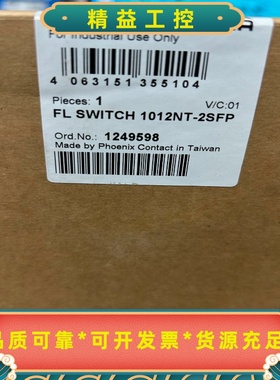 精益工控
For Industrial Use Only
4 063151 355104
Pieces: 1
V/C:01
FL SWITCH 1012NT-2SFP
Ord.No.: 1249598
Made by Phoenix Contact in Taiwan
品质可靠*可开发票*货源充足